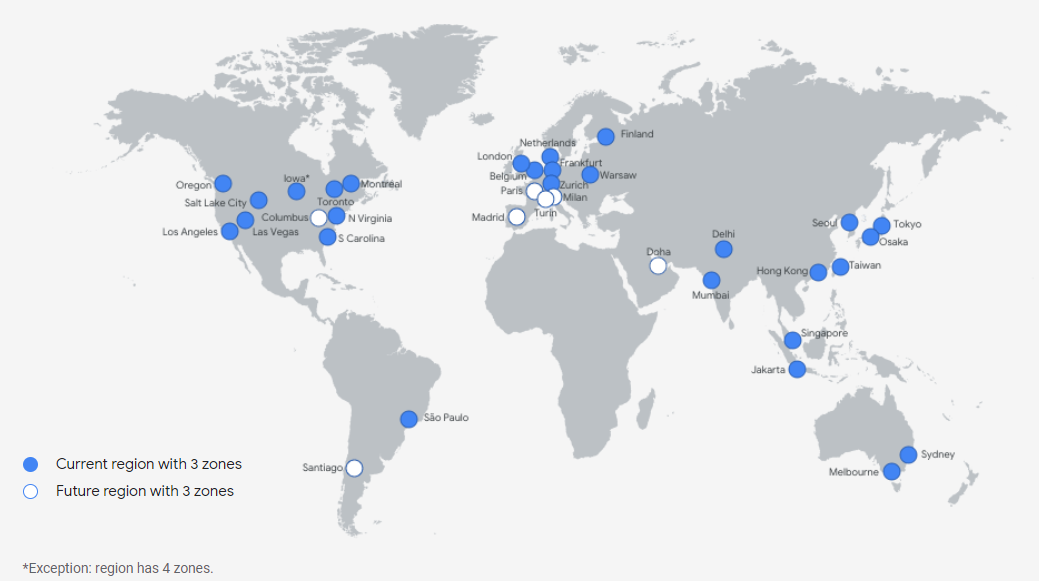 Finland
Netherlands
London
Frankfurt
Belgium
Warsaw
Oregon
Iowa*
Montréal
Zurich
Paris
Milan
Salt Lake City
Toronto
Turin
Columbus
N Virginia
Madrid
Los Angeles
Las Vegas
S Carolina
Seoul
Tokyo
Osaka
Delhi
Doha
Taiwan
Hong Kong
Mumbai
Singapore
Jakarta
São Paulo
Sydney
Santiago
Melbourne
Current region with 3 zones
Future region with 3 zones
*Exception: region has 4 zones.